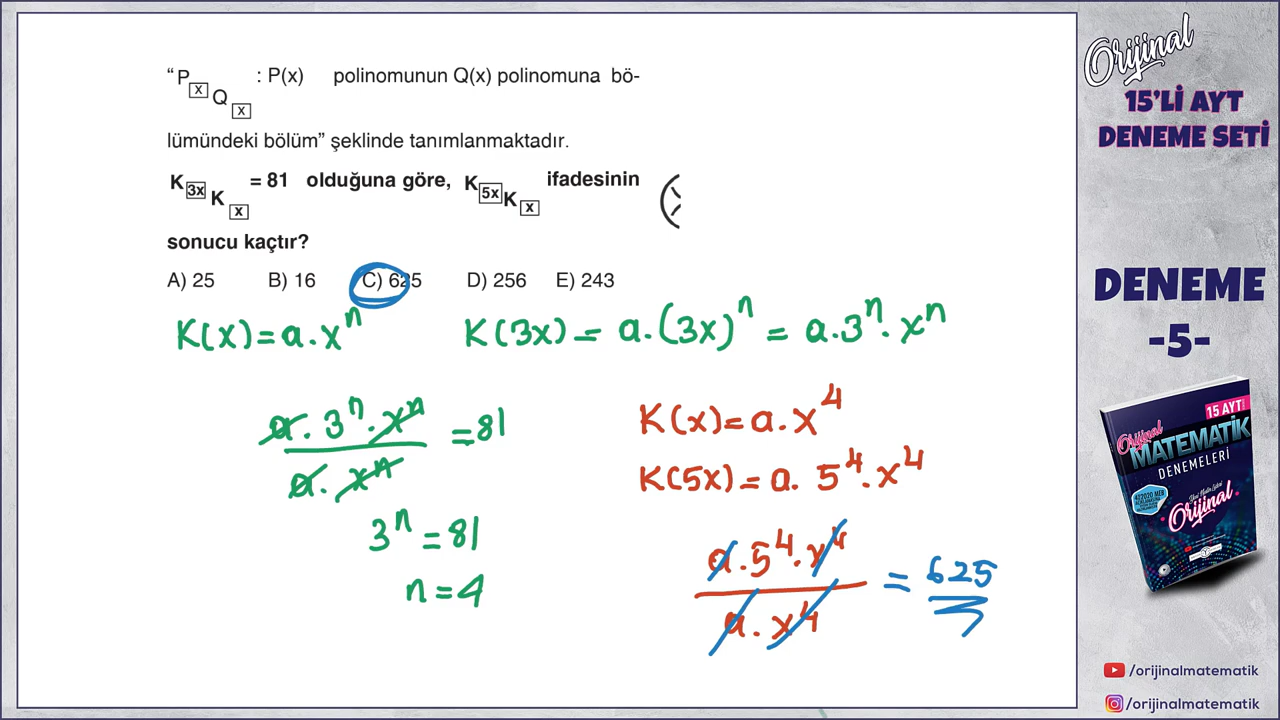 “P x Q x : P(x) polinomunun Q(x) polinomuna bö-
lümündeki bölüm” şeklinde tanımlanmaktadır.
K 3x K x = 81 olduğuna göre, K 5x K x ifadesinin
sonucu kaçtır?
A) 25 B) 16 C) 625 D) 256 E) 243
K(x) = a.x^n
K(3x) = a.(3x)^n = a.3^n.x^n
a.3^n.x^n / a.x^n = 81
3^n = 81
n = 4
K(x) = a.x^4
K(5x) = a.5^4.x^4
a.5^4.x^4 / a.x^4 = 625
Orijinal
15’Lİ AYT
DENEME SETİ
DENEME
-5-
15 AYT
Orijinal
MATEMATİK
DENEMELERİ
Orijinal
/orijinalmatematik
/orijinalmatematik